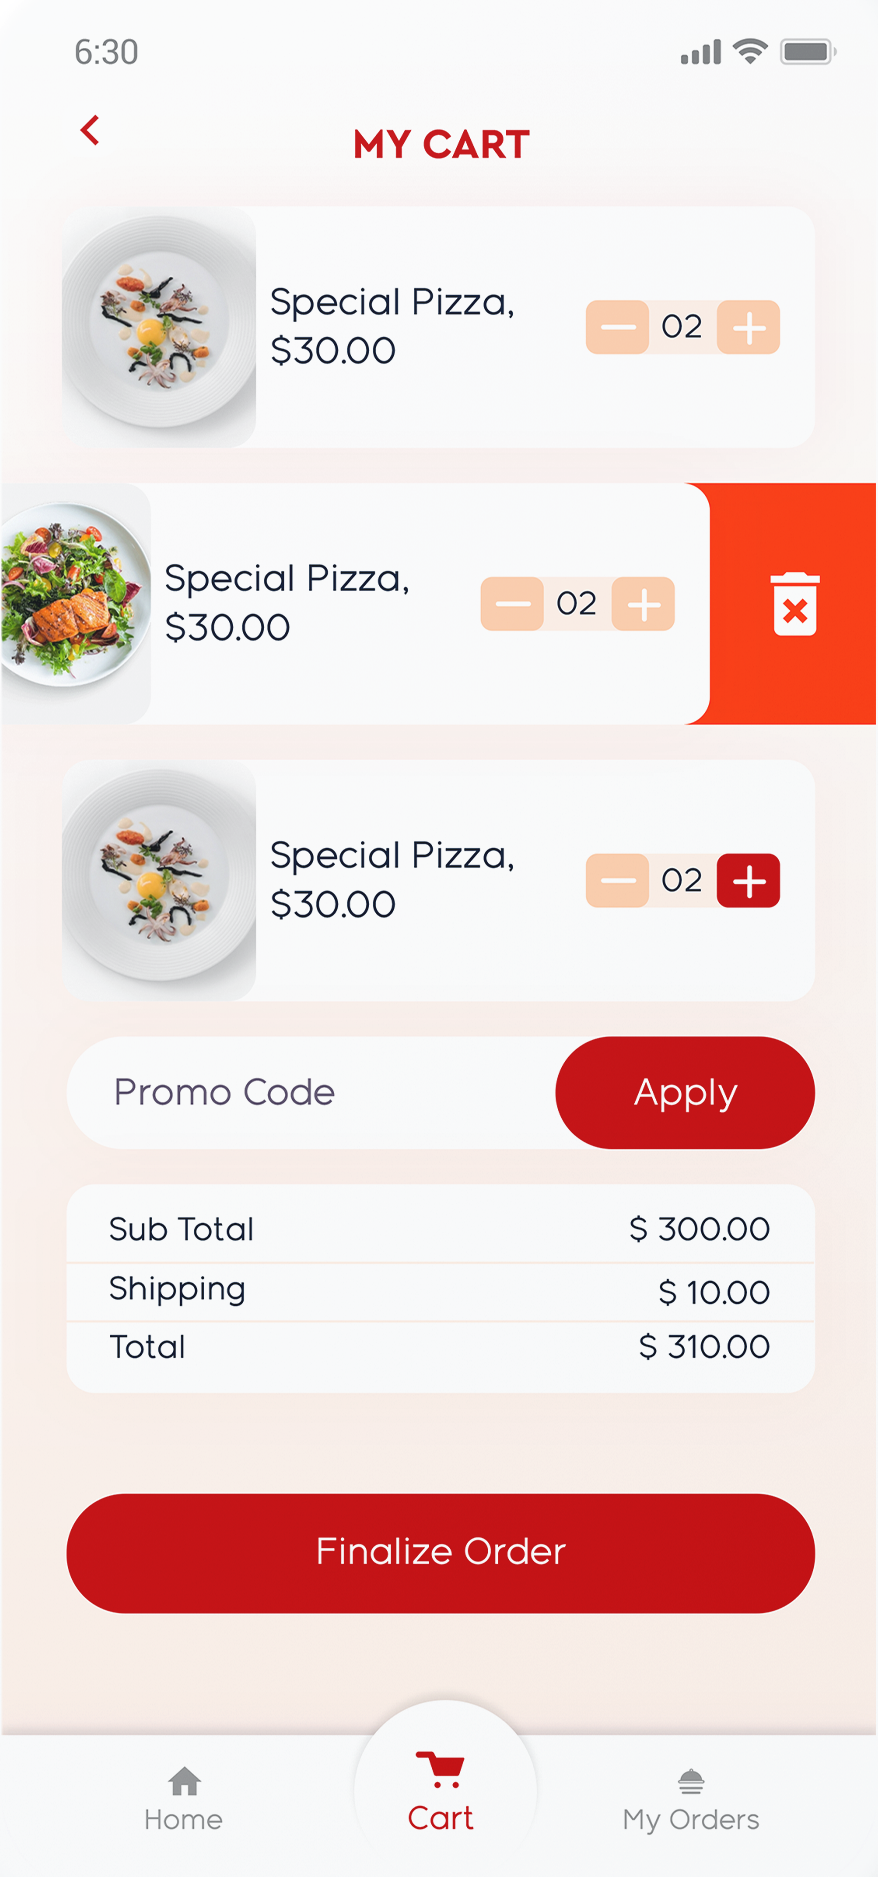 6:30
MY CART
Special Pizza,
$30.00
02
Special Pizza,
$30.00
02
Special Pizza,
$30.00
02
Promo Code
Apply
Sub Total $ 300.00
Shipping $ 10.00
Total $ 310.00
Finalize Order
Home
Cart
My Orders